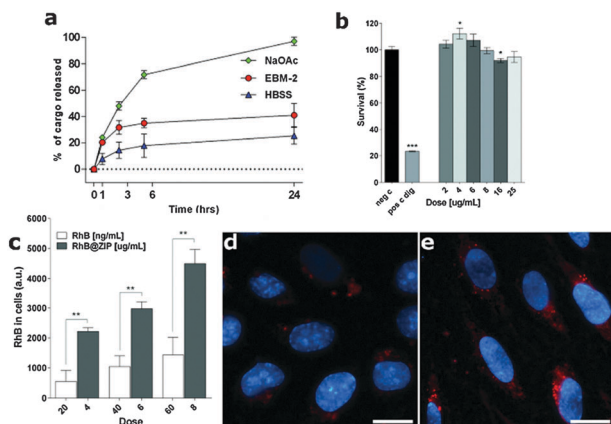 a
% of cargo released
100
80
60
40
20
0
NaOAc
EBM-2
HBSS
0 1 3 6 24
Time (hrs)
b
Survival (%)
120
100
80
60
40
20
0
*
*
***
neg c
pos c dig
2
4
6
8
16
25
Dose [ug/mL]
c
RhB in cells (a.u.)
6000
5000
4000
3000
2000
1000
0
RhB [ng/mL]
RhB@ZIP [ug/mL]
**
**
**
20 4 40 6 60 8
Dose
d
e